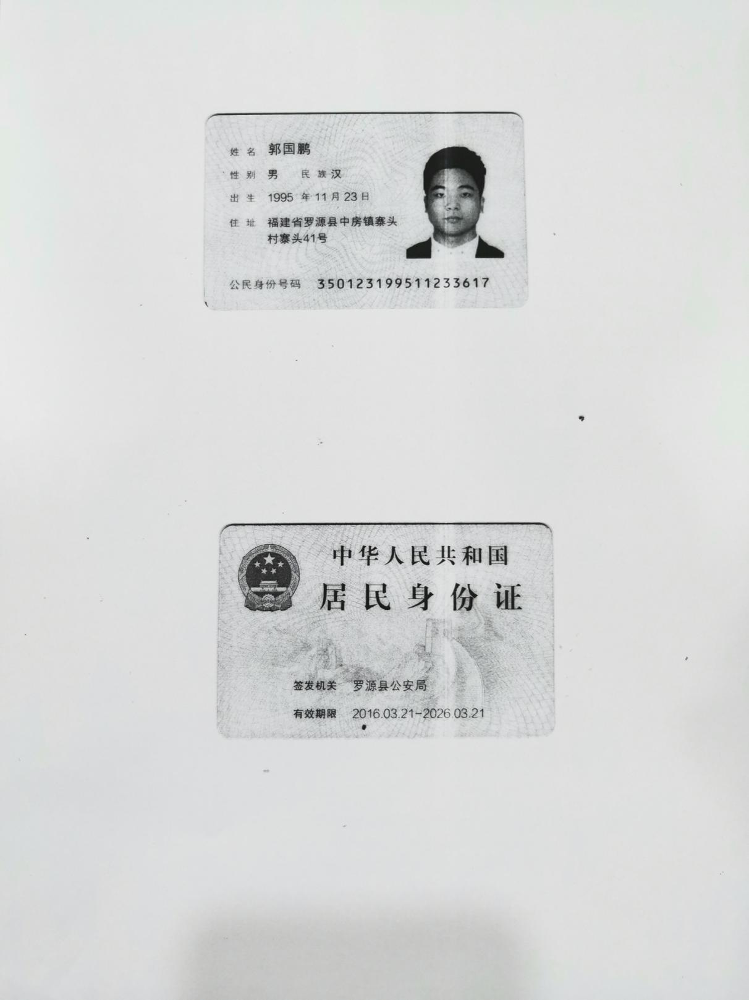 姓名 郭国鹏
性别 男 民族 汉
出生 1995 年 11 月 23 日
住址 福建省罗源县中房镇寨头
村寨头41号
公民身份号码 350123199511233617
中华人民共和国
居民身份证
签发机关 罗源县公安局
有效期限 2016.03.21-2026.03.21